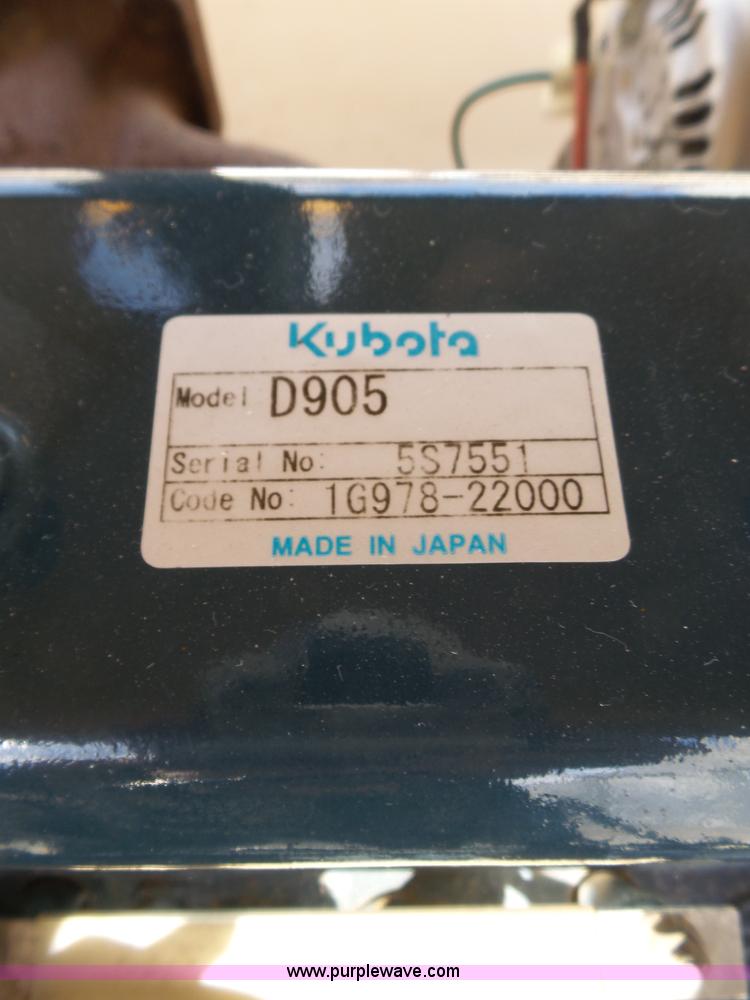 Kubota
Model D905
Serial No: 5S7551
Code No: 1G978-22000
MADE IN JAPAN
www.purplewave.com